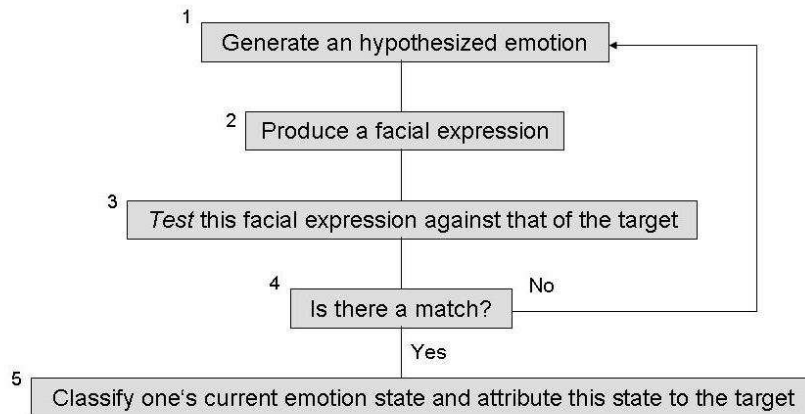 1
Generate an hypothesized emotion
2
Produce a facial expression
3
Test this facial expression against that of the target
4
Is there a match?
No
Yes
5
Classify one's current emotion state and attribute this state to the target